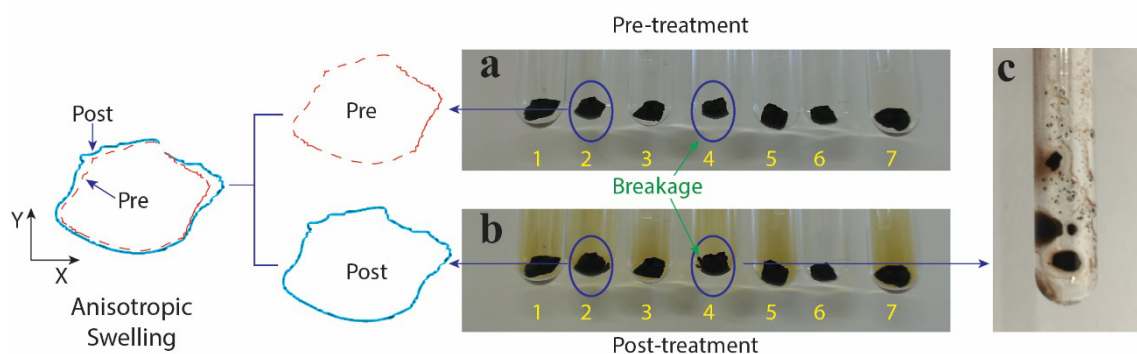 Pre-treatment
a
1 2 3 4 5 6 7
Pre
Post
Pre
Y
X
Anisotropic
Swelling
Breakage
b
Post
1 2 3 4 5 6 7
Post-treatment
c